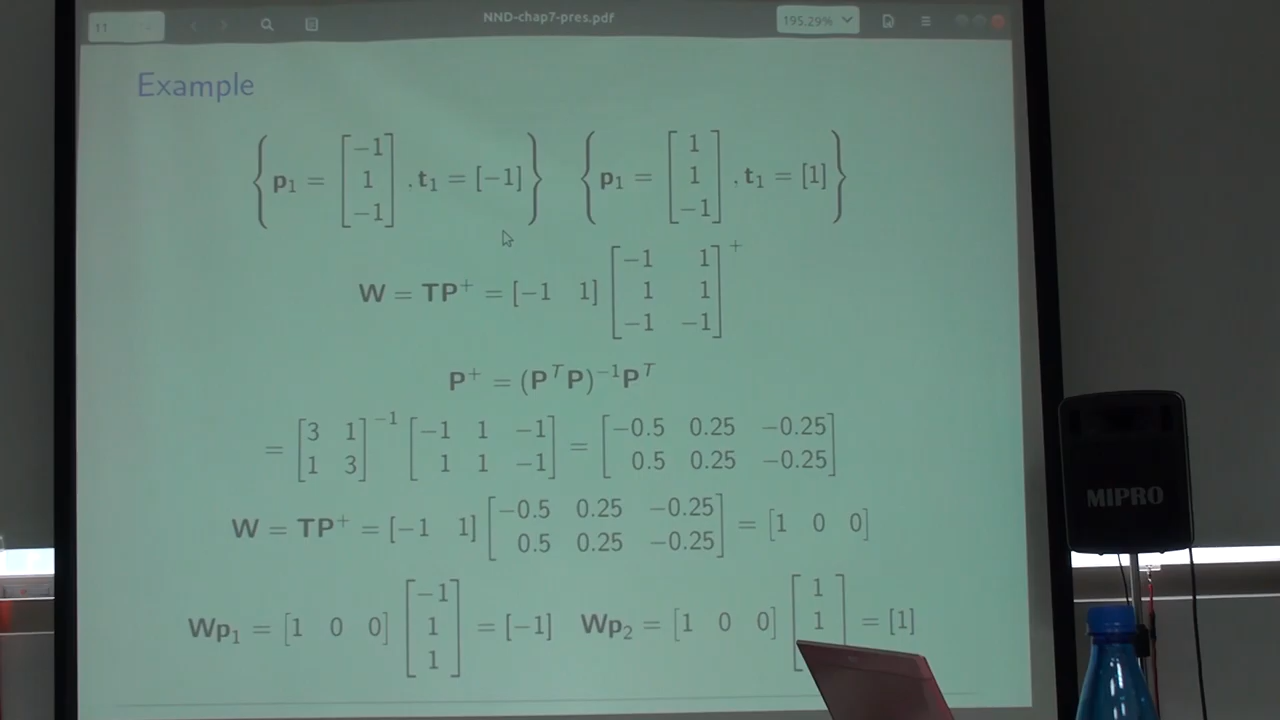 11 NND-chap7-pres.pdf 195.29%
Example
{p₁ = [−1 1 −1] , t₁ = [−1]} {p₁ = [1 1 −1] , t₁ = [1]}
W = TP⁺ = [−1 1] [−1 1; 1 1; −1 −1]⁺
P⁺ = (PᵀP)⁻¹Pᵀ
= [3 1; 1 3]⁻¹ [−1 1 −1; 1 1 −1] = [−0.5 0.25 −0.25; 0.5 0.25 −0.25]
W = TP⁺ = [−1 1] [−0.5 0.25 −0.25; 0.5 0.25 −0.25] = [1 0 0]
Wp₁ = [1 0 0] [−1 1 1] = [−1] Wp₂ = [1 0 0] [1 1 = [1]
MIPRO